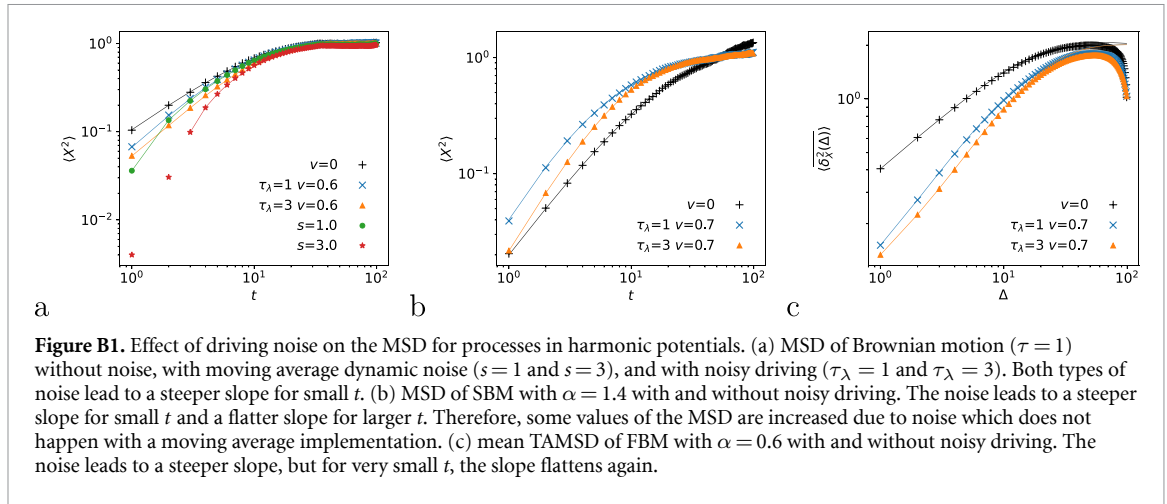 10⁰
10⁻¹
10⁻²
⟨X²⟩
v=0
τλ=1 v=0.6
τλ=3 v=0.6
s=1.0
s=3.0
10⁰ 10¹ 10²
t
a
10⁰
10⁻¹
⟨X²⟩
v=0
τλ=1 v=0.7
τλ=3 v=0.7
10⁰ 10¹ 10²
t
b
10⁰
⟨δ²X(Δ)⟩
v=0
τλ=1 v=0.7
τλ=3 v=0.7
10⁰ 10¹ 10²
Δ
c
Figure B1. Effect of driving noise on the MSD for processes in harmonic potentials. (a) MSD of Brownian motion (τ = 1)
without noise, with moving average dynamic noise (s = 1 and s = 3), and with noisy driving (τλ = 1 and τλ = 3). Both types of
noise lead to a steeper slope for small t. (b) MSD of SBM with α = 1.4 with and without noisy driving. The noise leads to a steeper
slope for small t and a flatter slope for larger t. Therefore, some values of the MSD are increased due to noise which does not
happen with a moving average implementation. (c) mean TAMSD of FBM with α = 0.6 with and without noisy driving. The
noise leads to a steeper slope, but for very small t, the slope flattens again.